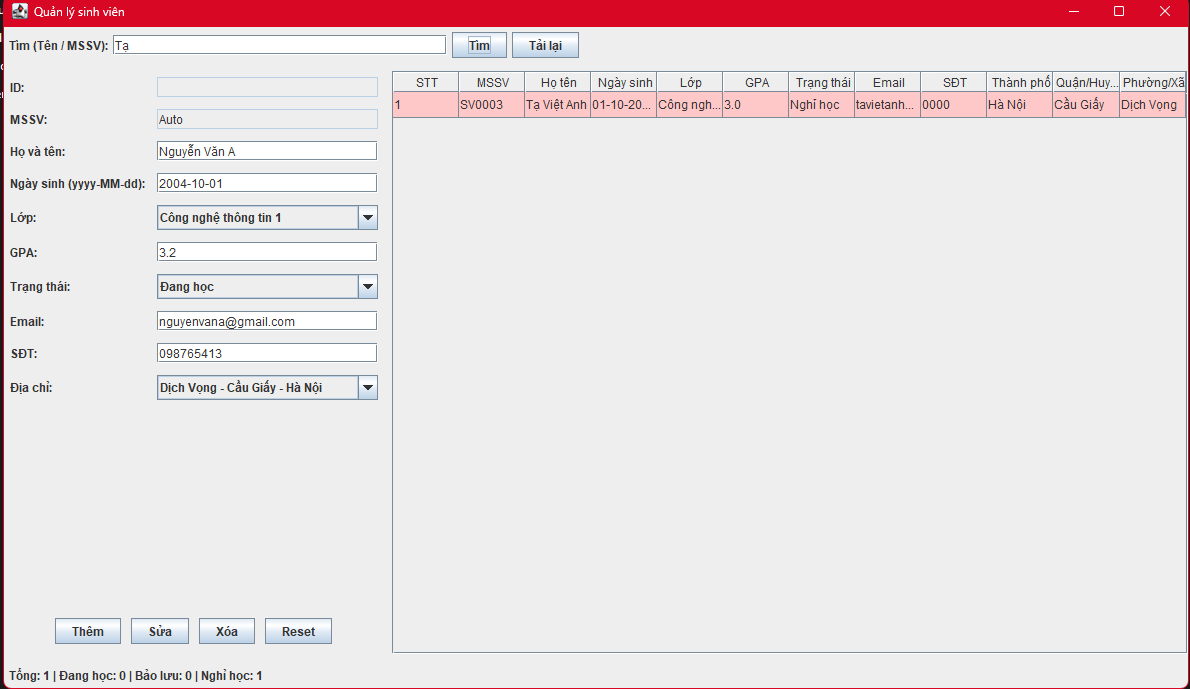 Quản lý sinh viên
Tìm (Tên / MSSV): Tạ Tìm Tải lại
ID:
MSSV: Auto
Họ và tên: Nguyễn Văn A
Ngày sinh (yyyy-MM-dd): 2004-10-01
Lớp: Công nghệ thông tin 1
GPA: 3.2
Trạng thái: Đang học
Email: nguyenvana@gmail.com
SĐT: 098765413
Địa chỉ: Dịch Vọng - Cầu Giấy - Hà Nội
Thêm Sửa Xóa Reset
STT MSSV Họ tên Ngày sinh Lớp GPA Trạng thái Email SĐT Thành phố Quận/Huy... Phường/Xã
1 SV0003 Tạ Việt Anh 01-10-20... Công ngh... 3.0 Nghỉ học tavietanh... 0000 Hà Nội Cầu Giấy Dịch Vọng
Tổng: 1 | Đang học: 0 | Bảo lưu: 0 | Nghỉ học: 1